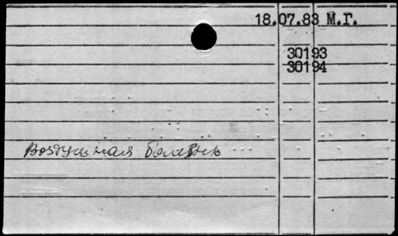 18.07.83 М.Г.
30193
30194
Воздушная болезнь